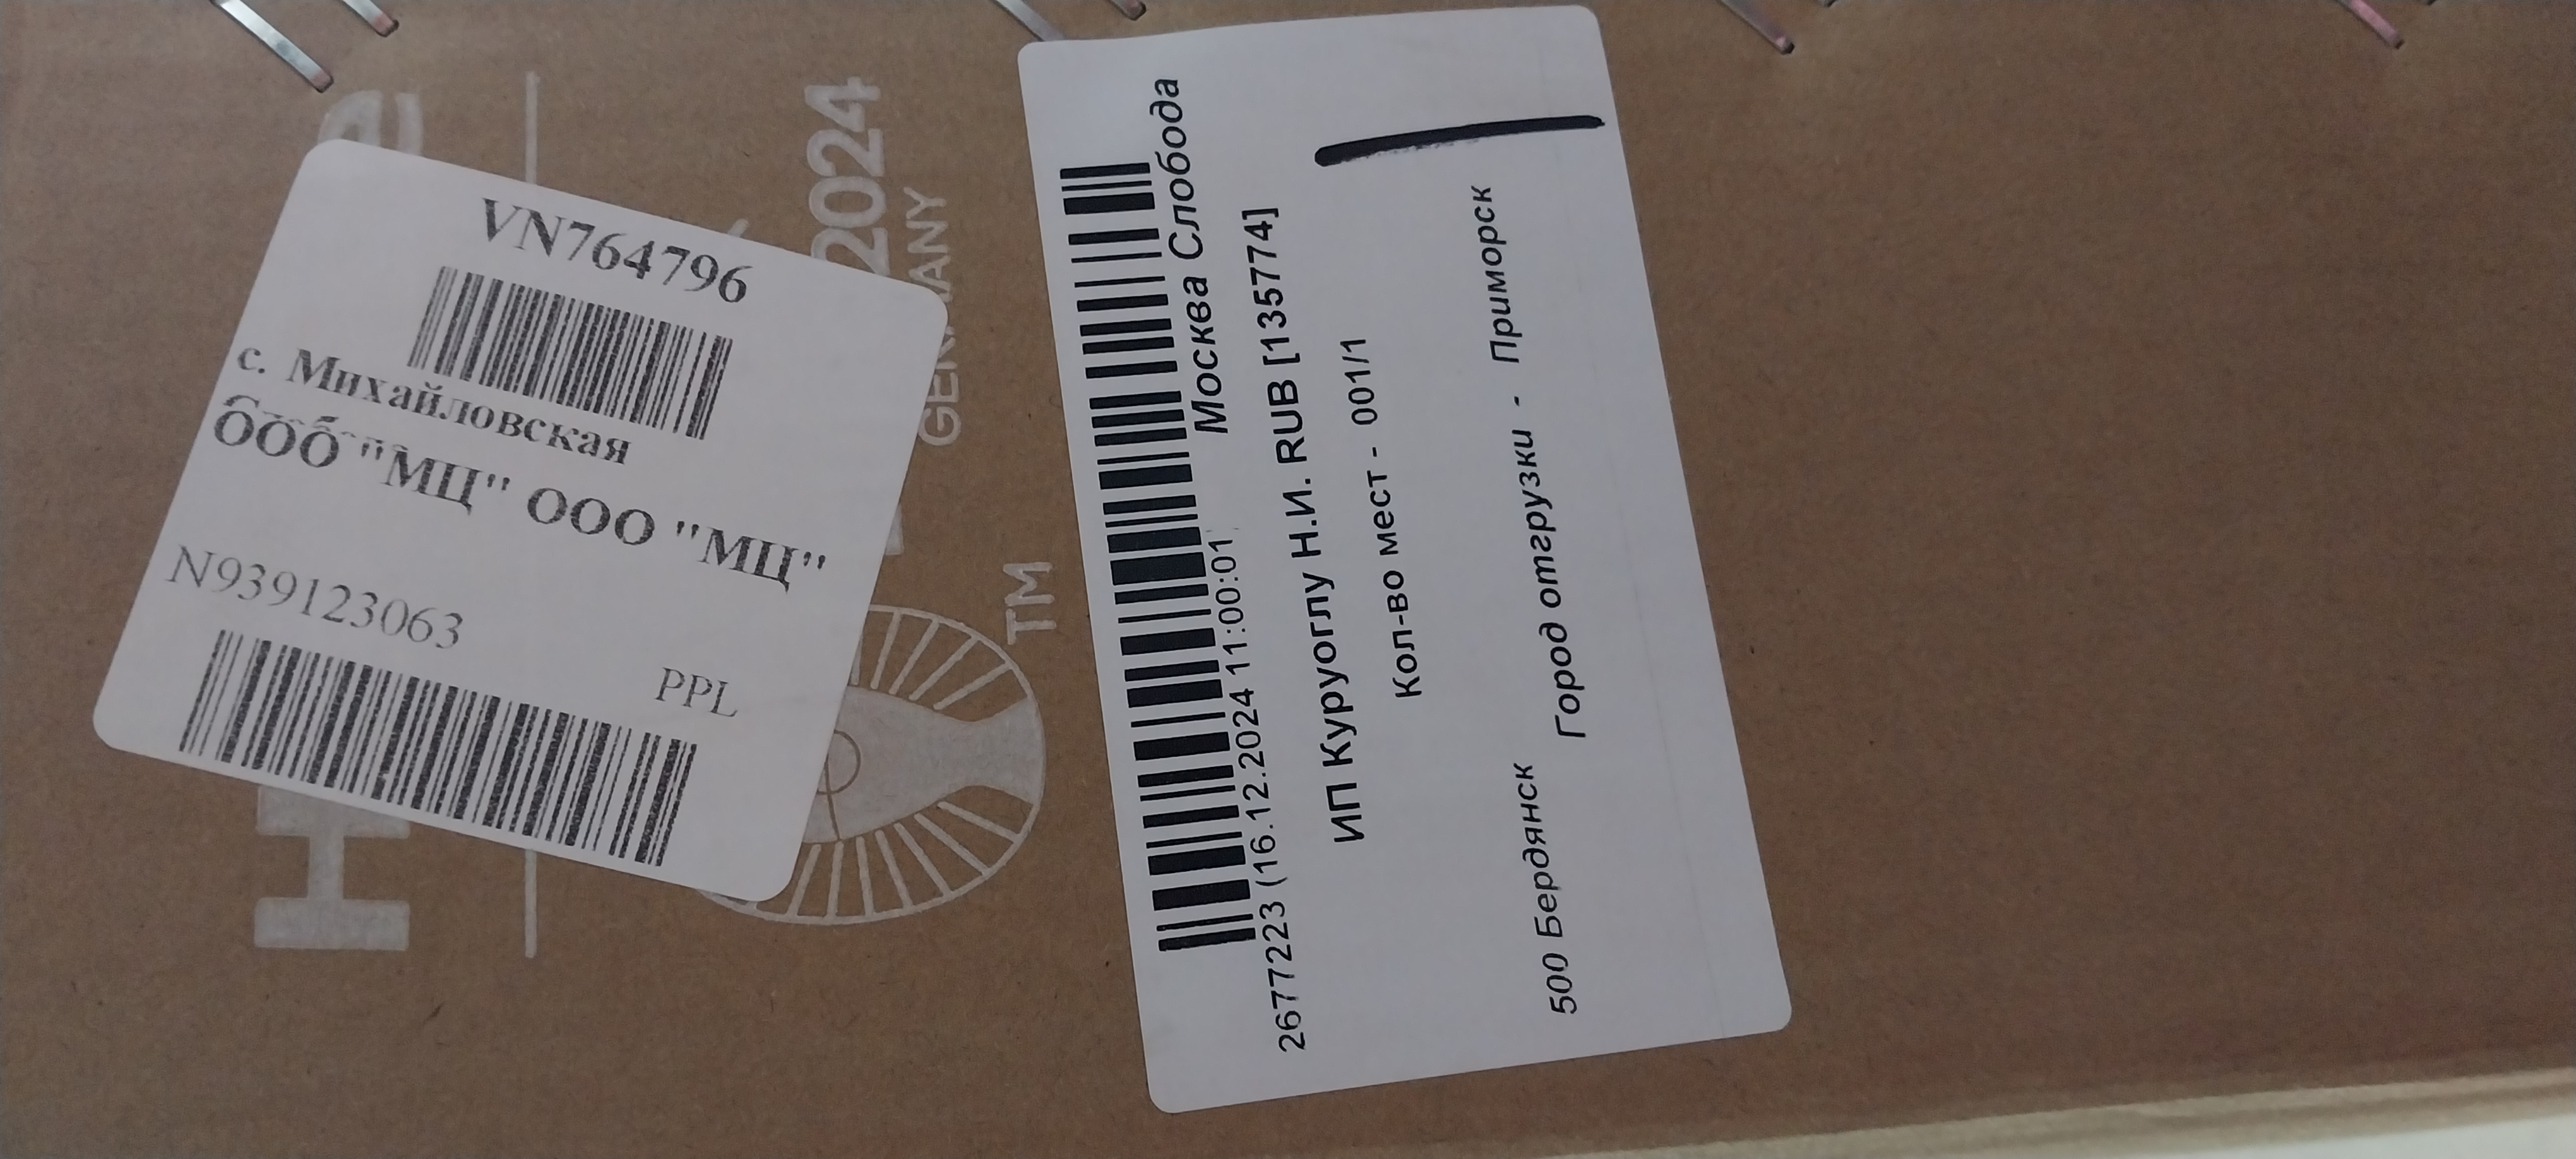 VN764796
с. Михайловская
ООО "МЦ" ООО "МЦ"
N939123063
PPL
2024
TM
Москва Слобода
2677223 (16.12.2024 11:00:01
ИП Куруоглу Н.И. RUB [135774]
Кол-во мест - 001/1
500 Бердянск
Город отгрузки - Приморск